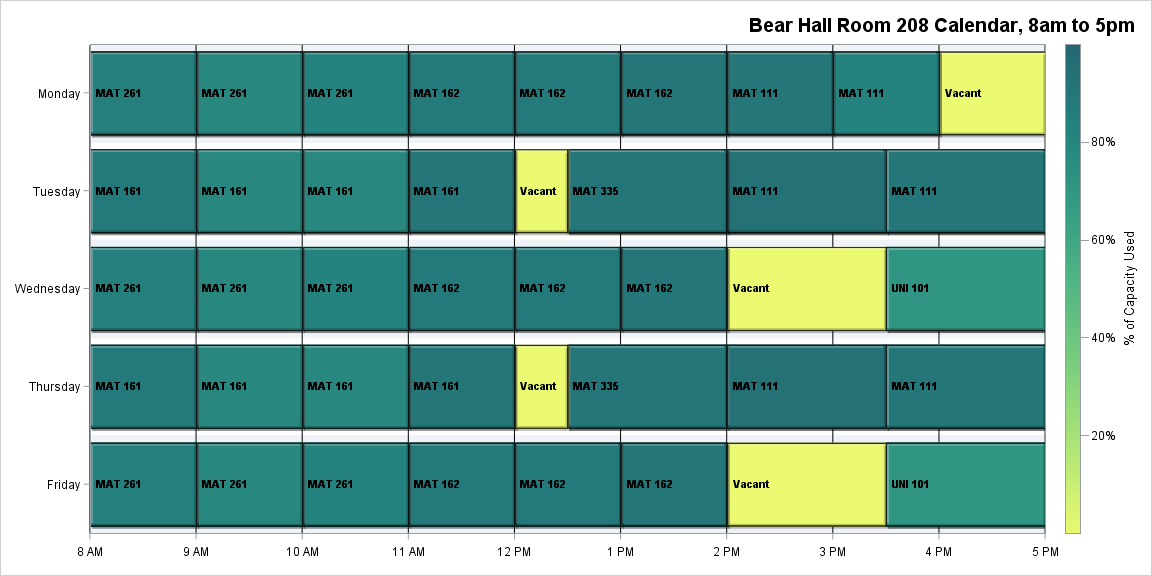 Bear Hall Room 208 Calendar, 8am to 5pm
Monday
MAT 261
MAT 261
MAT 261
MAT 162
MAT 162
MAT 162
MAT 111
MAT 111
Vacant
Tuesday
MAT 161
MAT 161
MAT 161
MAT 161
Vacant
MAT 335
MAT 111
MAT 111
Wednesday
MAT 261
MAT 261
MAT 261
MAT 162
MAT 162
MAT 162
Vacant
UNI 101
Thursday
MAT 161
MAT 161
MAT 161
MAT 161
Vacant
MAT 335
MAT 111
MAT 111
Friday
MAT 261
MAT 261
MAT 261
MAT 162
MAT 162
MAT 162
Vacant
UNI 101
8 AM
9 AM
10 AM
11 AM
12 PM
1 PM
2 PM
3 PM
4 PM
5 PM
80%
60%
40%
20%
% of Capacity Used